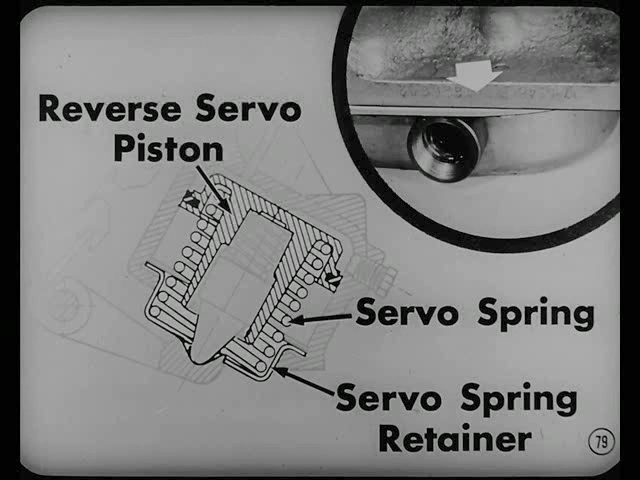 Reverse Servo
Piston
Servo Spring
Servo Spring
Retainer
79